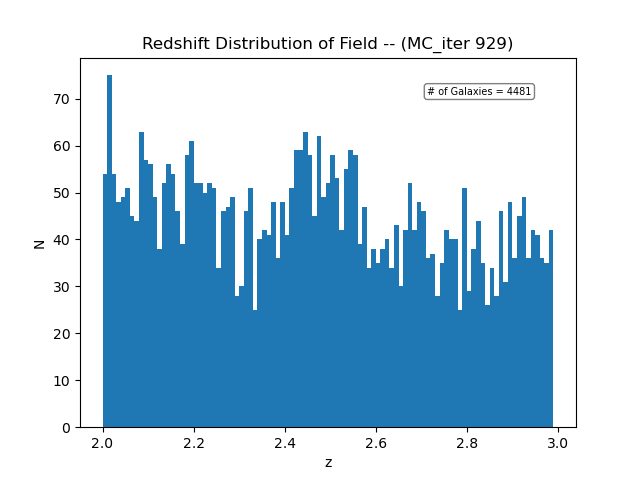 Redshift Distribution of Field -- (MC_iter 929)
# of Galaxies = 4481
70
60
50
40
30
20
10
0
N
2.0 2.2 2.4 2.6 2.8 3.0
z